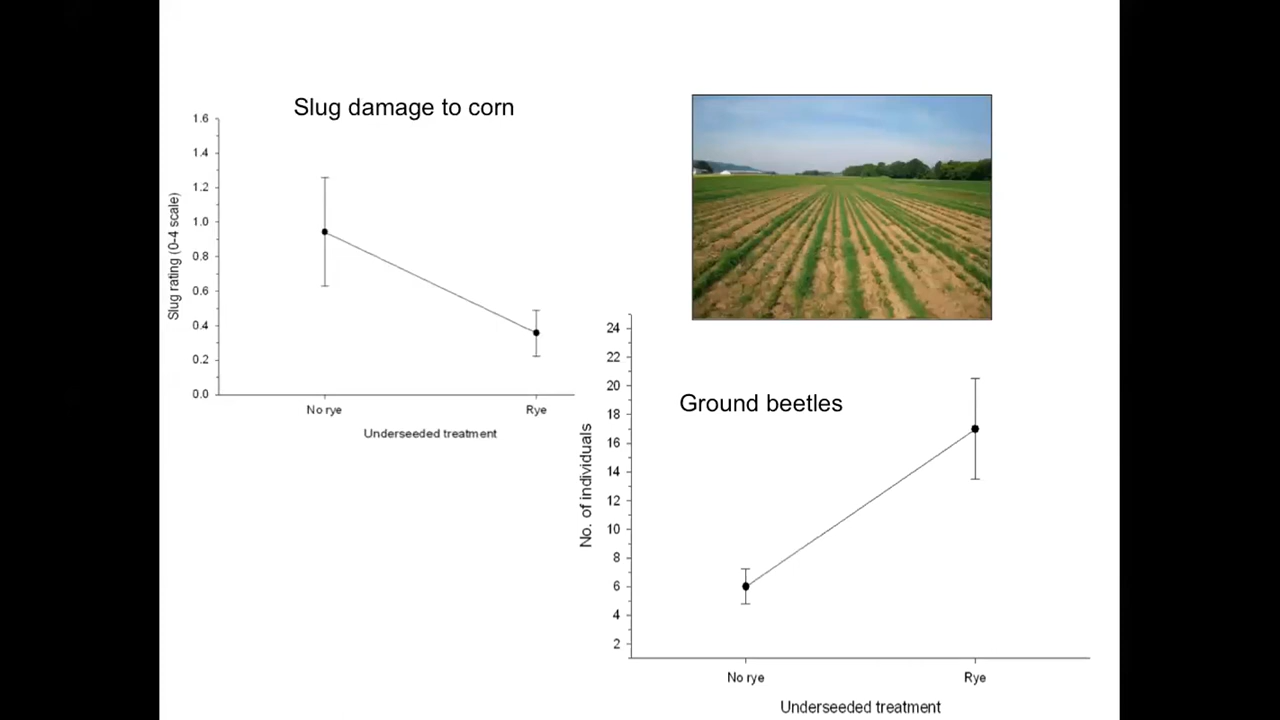 Slug damage to corn
Slug rating (0-4 scale)
1.6
1.4
1.2
1.0
0.8
0.6
0.4
0.2
0.0
No rye Rye
Underseeded treatment
Ground beetles
No. of individuals
24
22
20
18
16
14
12
10
8
6
4
2
No rye Rye
Underseeded treatment